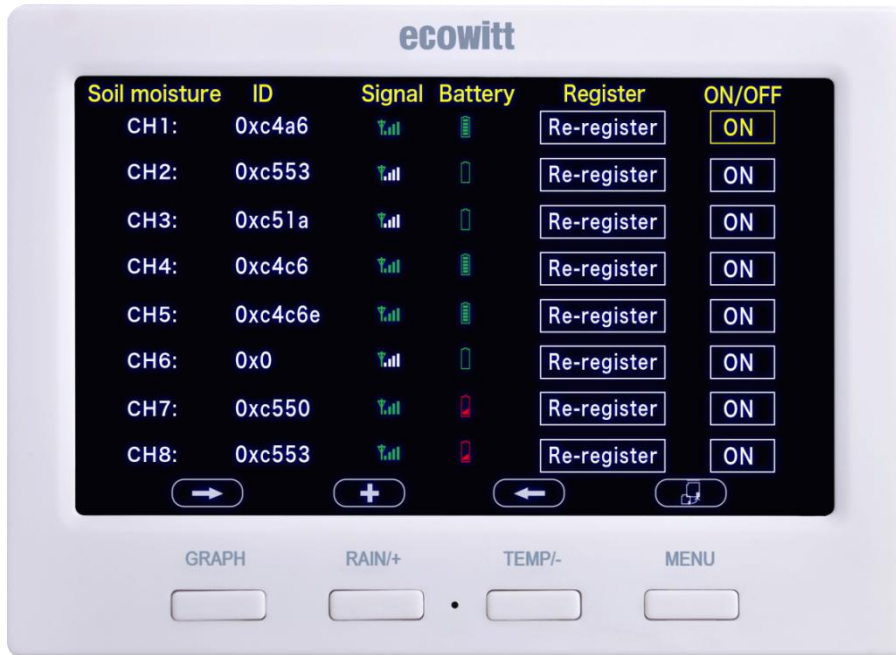 ecowitt
Soil moisture ID Signal Battery Register ON/OFF
CH1: 0xc4a6 Re-register ON
CH2: 0xc553 Re-register ON
CH3: 0xc51a Re-register ON
CH4: 0xc4c6 Re-register ON
CH5: 0xc4c6e Re-register ON
CH6: 0x0 Re-register ON
CH7: 0xc550 Re-register ON
CH8: 0xc553 Re-register ON
GRAPH RAIN/+ TEMP/- MENU